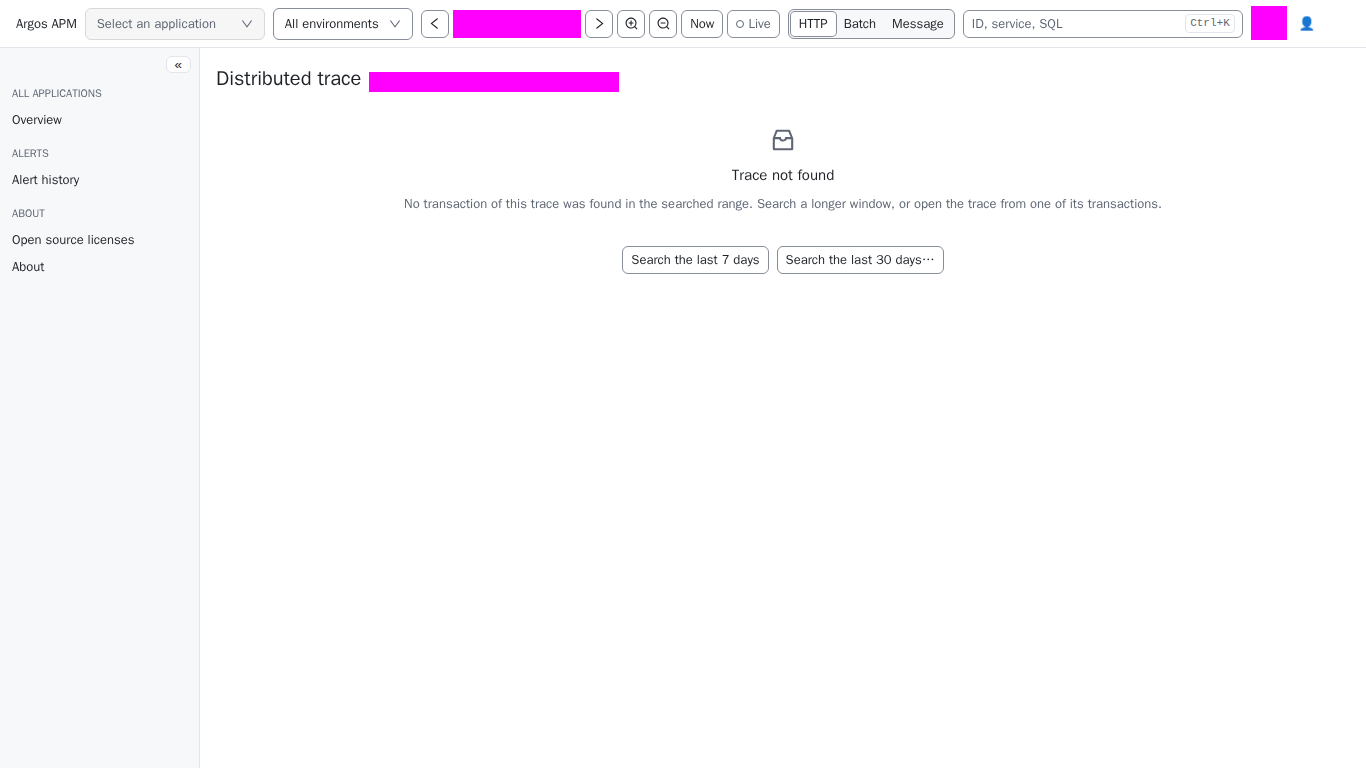 Argos APM Select an application All environments Now Live HTTP Batch Message ID, service, SQL Ctrl+K
«
ALL APPLICATIONS
Overview
ALERTS
Alert history
ABOUT
Open source licenses
About
Distributed trace
Trace not found
No transaction of this trace was found in the searched range. Search a longer window, or open the trace from one of its transactions.
Search the last 7 days Search the last 30 days…